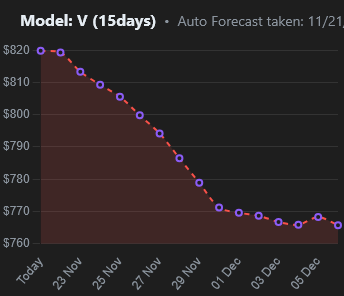 Model: V (15days) • Auto Forecast taken: 11/21/
$820
$810
$800
$790
$780
$770
$760
Today
23 Nov
25 Nov
27 Nov
29 Nov
01 Dec
03 Dec
05 Dec